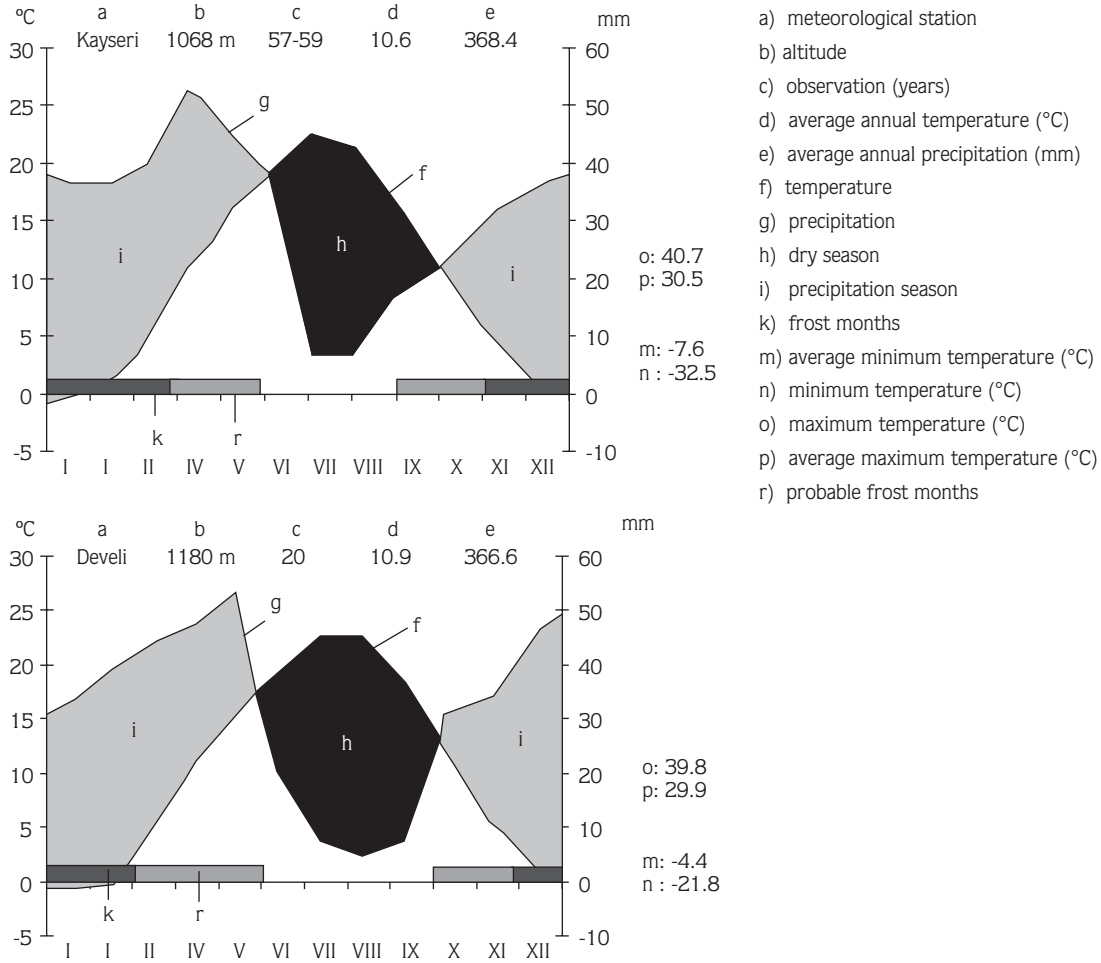 °C a b c d e mm
Kayseri 1068 m 57-59 10.6 368.4
30 60
25 50
g
20 40
f
15 30
h
i
o: 40.7
10 20
p: 30.5
i
5 10
m: -7.6
n : -32.5
0 0
k r
-5 -10
I I II IV V VI VII VIII IX X XI XII
a) meteorological station
b) altitude
c) observation (years)
d) average annual temperature (°C)
e) average annual precipitation (mm)
f) temperature
g) precipitation
h) dry season
i) precipitation season
k) frost months
m) average minimum temperature (°C)
n) minimum temperature (°C)
o) maximum temperature (°C)
p) average maximum temperature (°C)
r) probable frost months
°C a b c d e mm
Develi 1180 m 20 10.9 366.6
30 60
25 50
g
f
20 40
15 30
i h i
o: 39.8
10 20
p: 29.9
5 10
m: -4.4
n : -21.8
0 0
k r
-5 -10
I I II IV V VI VII VIII IX X XI XII